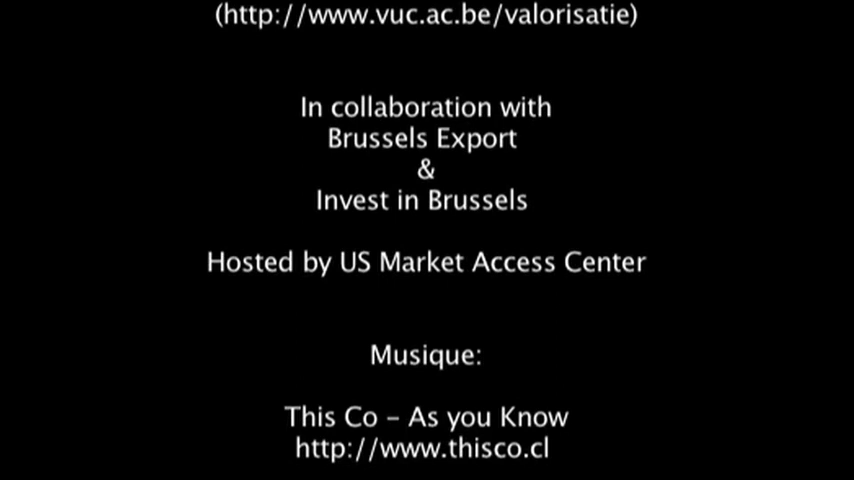 (http://www.vuc.ac.be/valorisatie)
In collaboration with
Brussels Export
&
Invest in Brussels
Hosted by US Market Access Center
Musique:
This Co – As you Know
http://www.thisco.cl